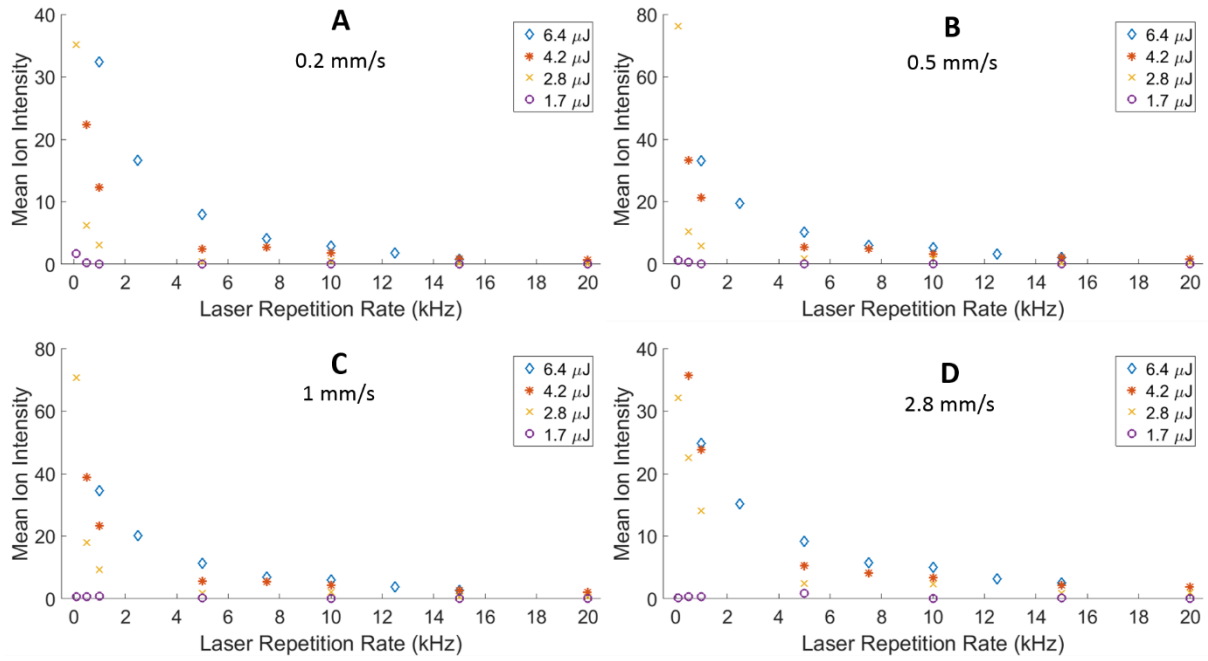 A
0.2 mm/s
6.4 μJ
4.2 μJ
2.8 μJ
1.7 μJ
40
30
20
10
0
Mean Ion Intensity
0 2 4 6 8 10 12 14 16 18 20
Laser Repetition Rate (kHz)
B
0.5 mm/s
6.4 μJ
4.2 μJ
2.8 μJ
1.7 μJ
80
60
40
20
0
Mean Ion Intensity
0 2 4 6 8 10 12 14 16 18 20
Laser Repetition Rate (kHz)
C
1 mm/s
6.4 μJ
4.2 μJ
2.8 μJ
1.7 μJ
80
60
40
20
0
Mean Ion Intensity
0 2 4 6 8 10 12 14 16 18 20
Laser Repetition Rate (kHz)
D
2.8 mm/s
6.4 μJ
4.2 μJ
2.8 μJ
1.7 μJ
40
30
20
10
0
Mean Ion Intensity
0 2 4 6 8 10 12 14 16 18 20
Laser Repetition Rate (kHz)